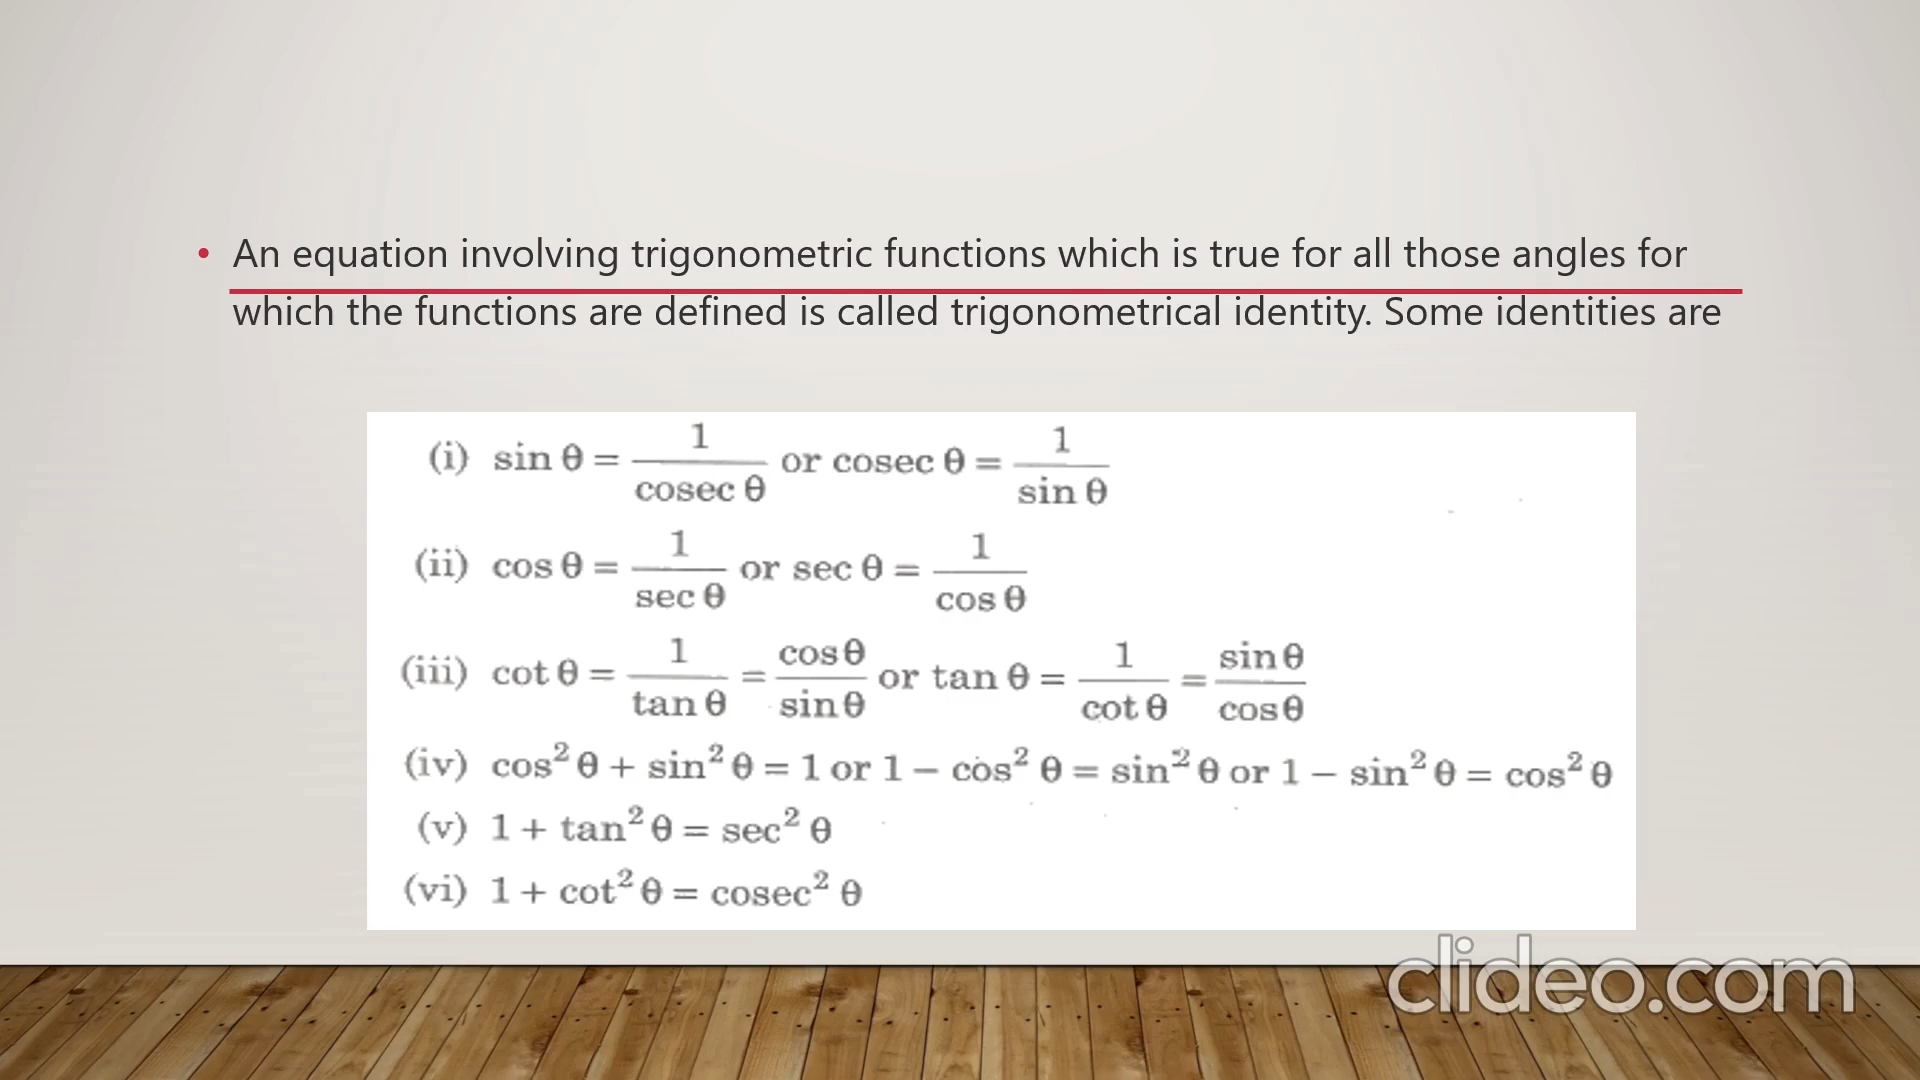 • An equation involving trigonometric functions which is true for all those angles for
which the functions are defined is called trigonometrical identity. Some identities are
(i) sin θ = 1/cosec θ or cosec θ = 1/sin θ
(ii) cos θ = 1/sec θ or sec θ = 1/cos θ
(iii) cot θ = 1/tan θ = cos θ/sin θ or tan θ = 1/cot θ = sin θ/cos θ
(iv) cos² θ + sin² θ = 1 or 1 − cos² θ = sin² θ or 1 − sin² θ = cos² θ
(v) 1 + tan² θ = sec² θ
(vi) 1 + cot² θ = cosec² θ
clideo.com